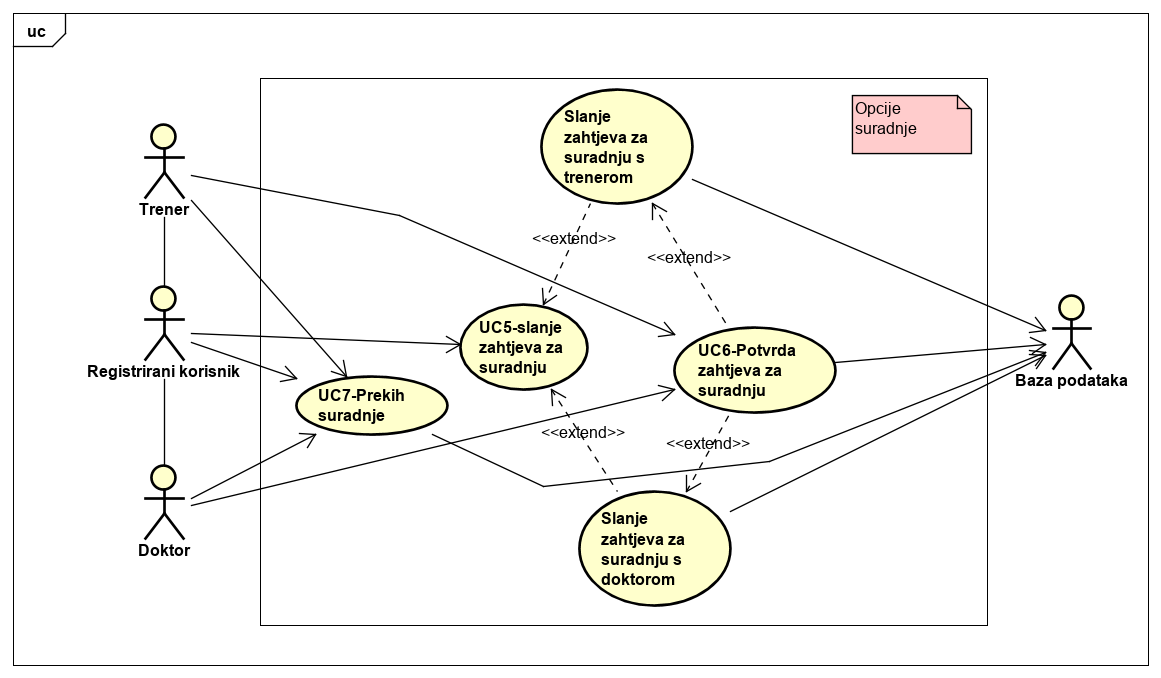 uc
Opcije
suradnje
Slanje
zahtjeva za
suradnju s
trenerom
Trener
<<extend>>
<<extend>>
UC5-slanje
zahtjeva za
suradnju
UC6-Potvrda
zahtjeva za
suradnju
Registrirani korisnik
Baza podataka
UC7-Prekih
suradnje
<<extend>>
<<extend>>
Slanje
zahtjeva za
suradnju s
doktorom
Doktor